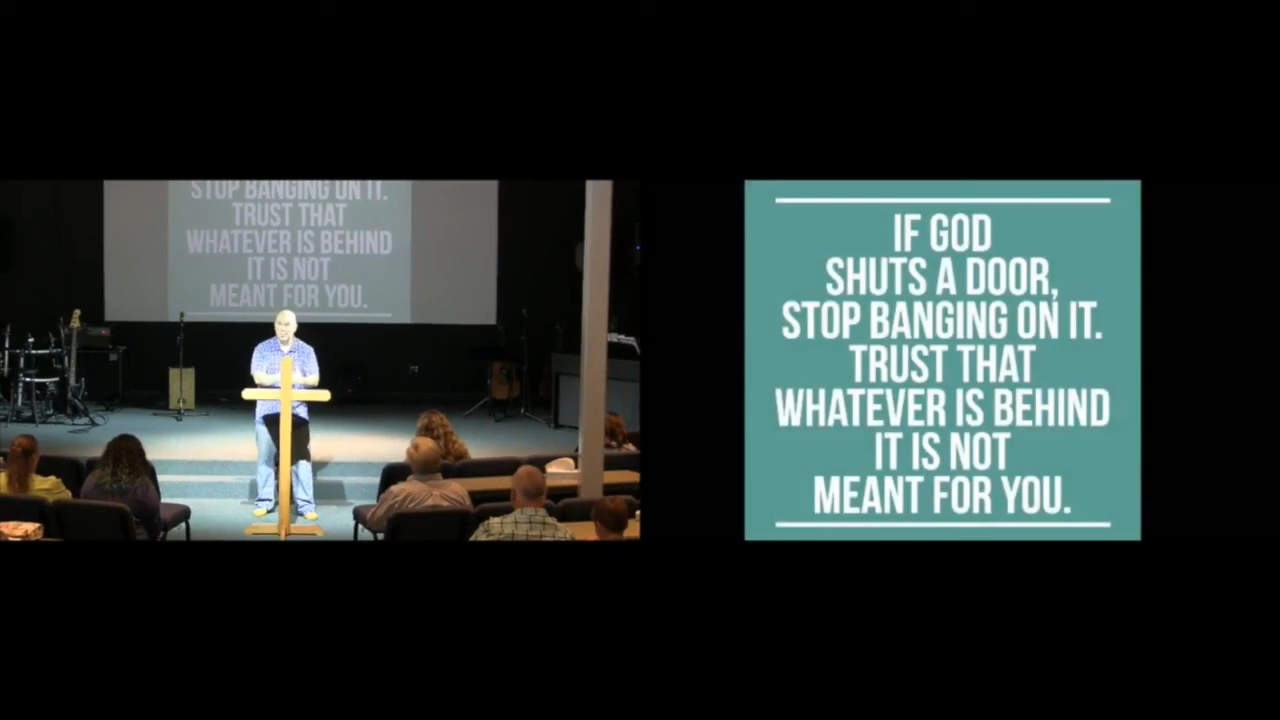 STOP BANGING ON IT.
TRUST THAT
WHATEVER IS BEHIND
IT IS NOT
MEANT FOR YOU.
IF GOD
SHUTS A DOOR,
STOP BANGING ON IT.
TRUST THAT
WHATEVER IS BEHIND
IT IS NOT
MEANT FOR YOU.